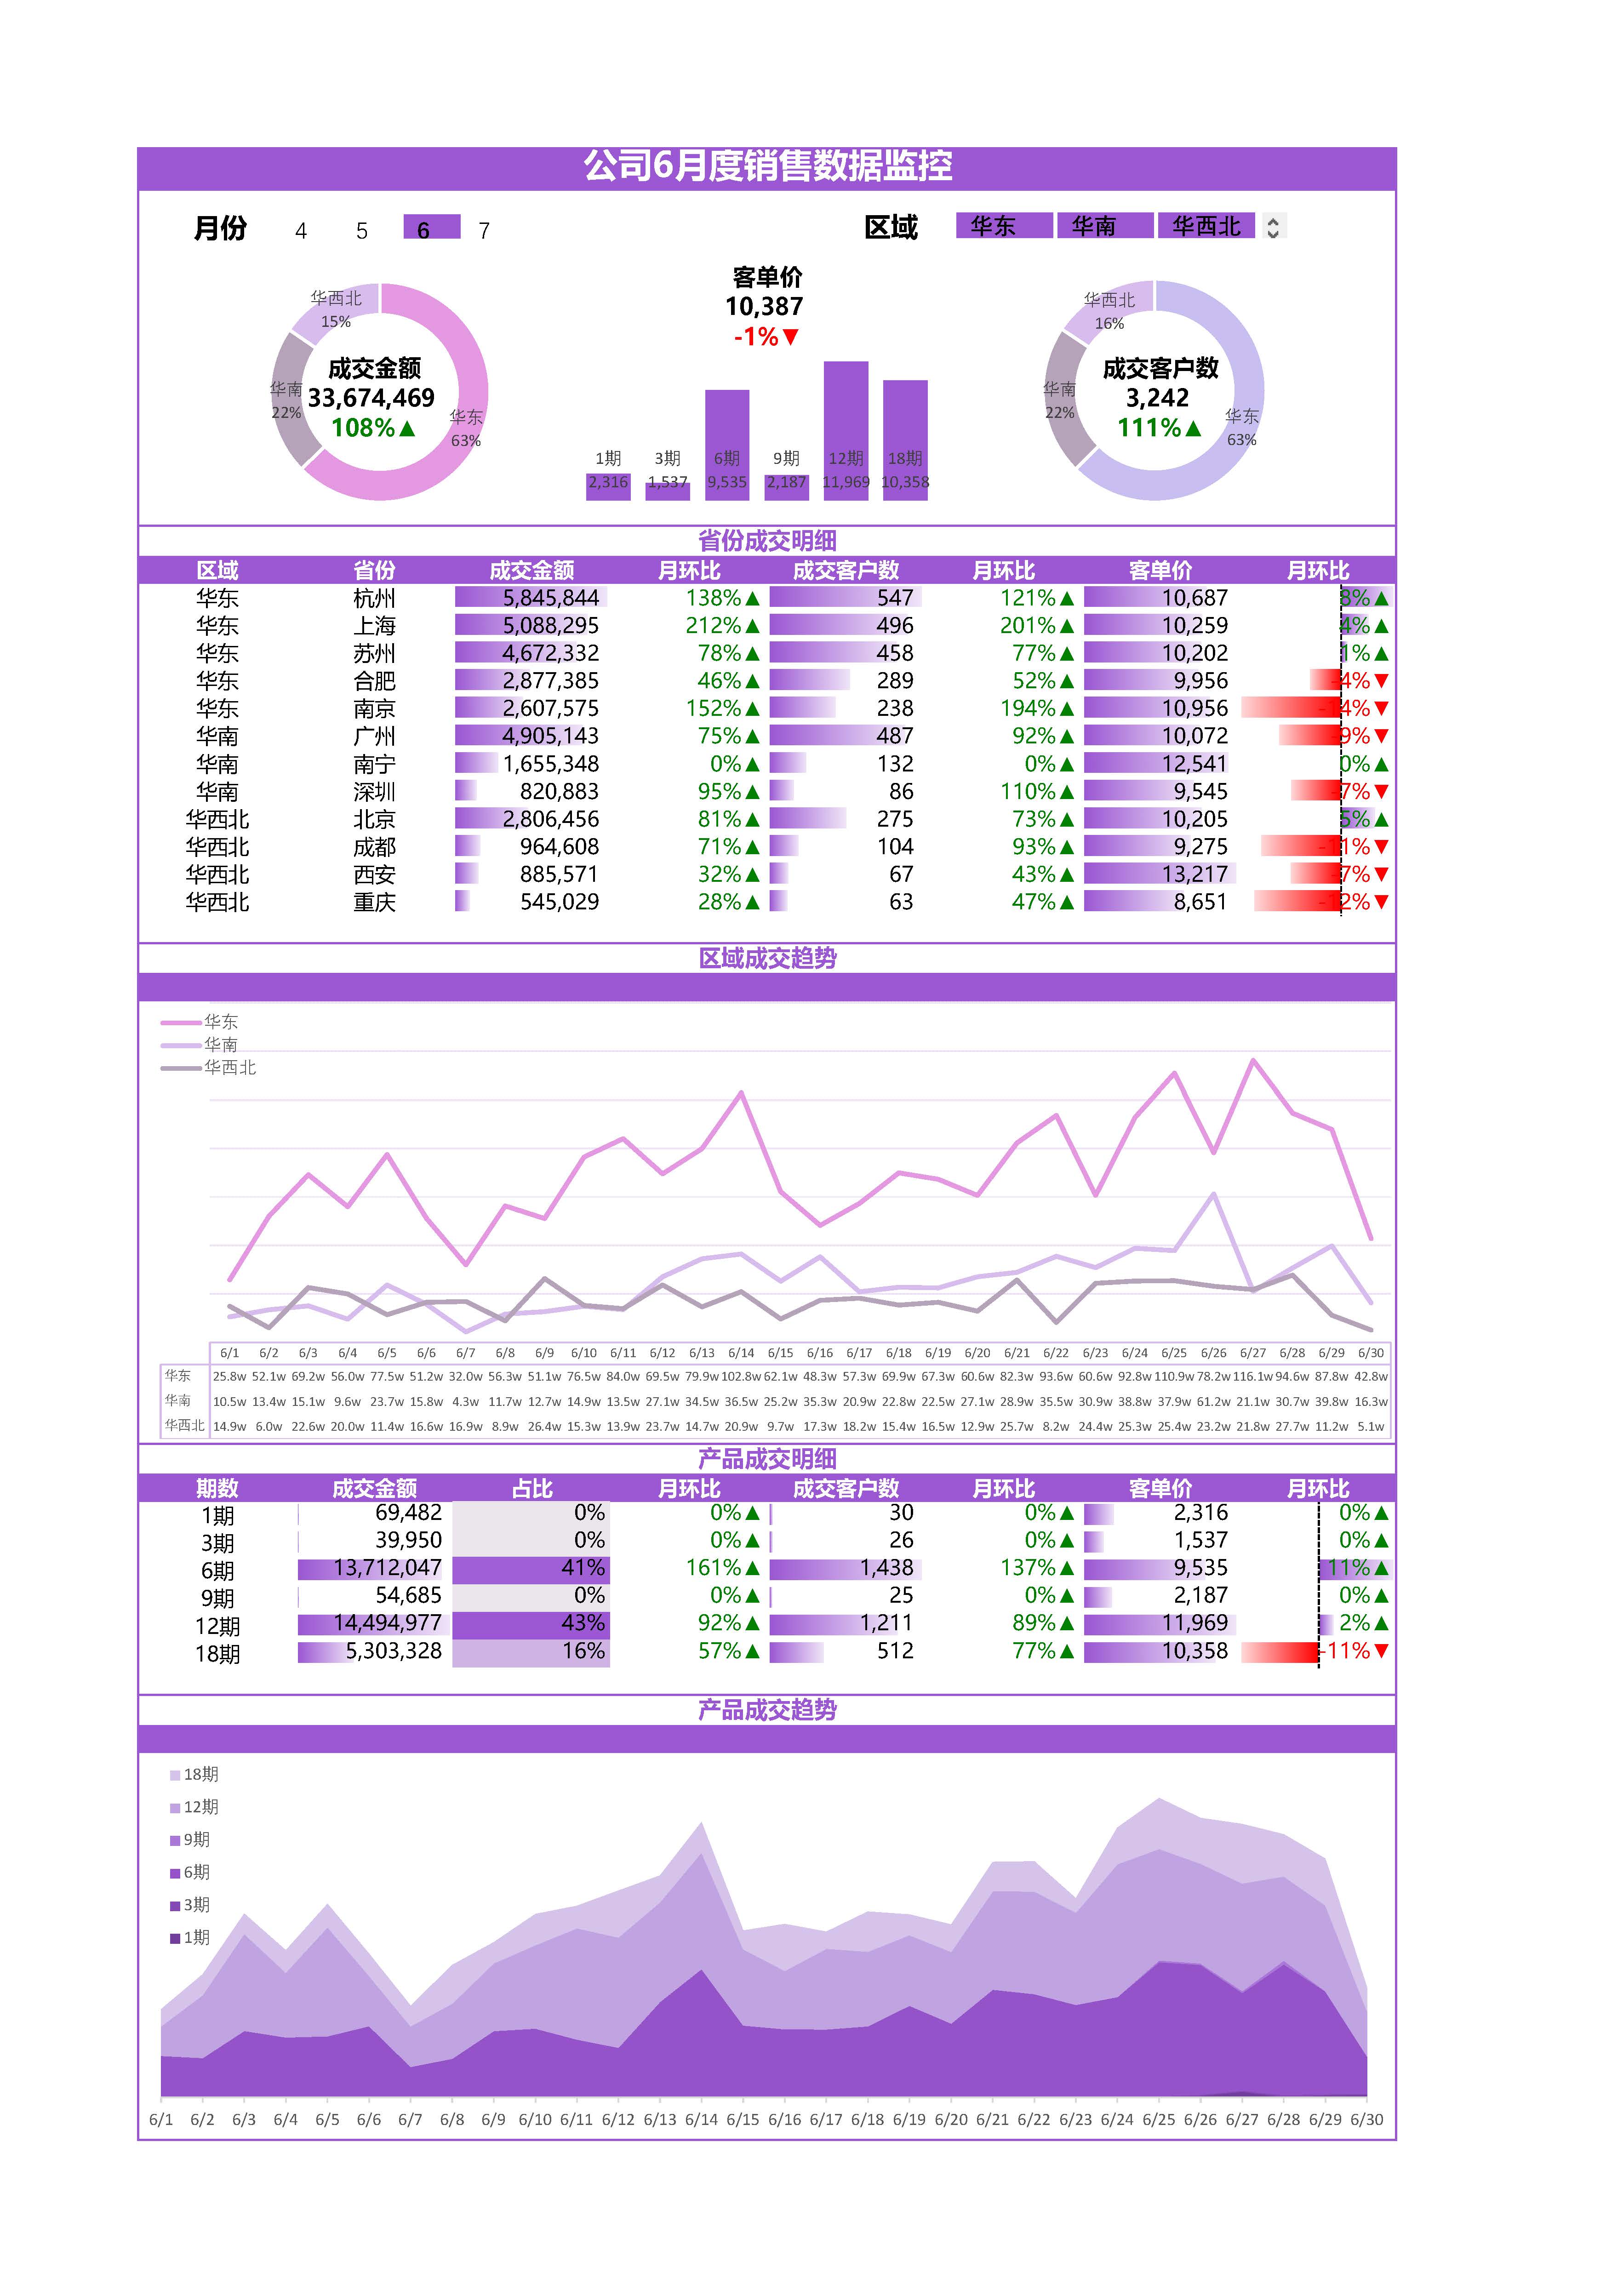 公司6月度销售数据监控
月份 4 5 6 7 区域 华东 华南 华西北
华西北
15%
华南
22%
华东
63%
成交金额
33,674,469
108%▲
客单价
10,387
-1%▼
1期 3期 6期 9期 12期 18期
2,316 1,537 9,535 2,187 11,969 10,358
华西北
16%
华南
22%
华东
63%
成交客户数
3,242
111%▲
省份成交明细
区域 省份 成交金额 月环比 成交客户数 月环比 客单价 月环比
华东 杭州 5,845,844 138%▲ 547 121%▲ 10,687 8%▲
华东 上海 5,088,295 212%▲ 496 201%▲ 10,259 4%▲
华东 苏州 4,672,332 78%▲ 458 77%▲ 10,202 1%▲
华东 合肥 2,877,385 46%▲ 289 52%▲ 9,956 -4%▼
华东 南京 2,607,575 152%▲ 238 194%▲ 10,956 -14%▼
华南 广州 4,905,143 75%▲ 487 92%▲ 10,072 -9%▼
华南 南宁 1,655,348 0%▲ 132 0%▲ 12,541 0%▲
华南 深圳 820,883 95%▲ 86 110%▲ 9,545 -7%▼
华西北 北京 2,806,456 81%▲ 275 73%▲ 10,205 5%▲
华西北 成都 964,608 71%▲ 104 93%▲ 9,275 -11%▼
华西北 西安 885,571 32%▲ 67 43%▲ 13,217 -7%▼
华西北 重庆 545,029 28%▲ 63 47%▲ 8,651 -12%▼
区域成交趋势
华东
华南
华西北
6/1 6/2 6/3 6/4 6/5 6/6 6/7 6/8 6/9 6/10 6/11 6/12 6/13 6/14 6/15 6/16 6/17 6/18 6/19 6/20 6/21 6/22 6/23 6/24 6/25 6/26 6/27 6/28 6/29 6/30
华东 25.8w 52.1w 69.2w 56.0w 77.5w 51.2w 32.0w 56.3w 51.1w 76.5w 84.0w 69.5w 79.9w 102.8w 62.1w 48.3w 57.3w 69.9w 67.3w 60.6w 82.3w 93.6w 60.6w 92.8w 110.9w 78.2w 116.1w 94.6w 87.8w 42.8w
华南 10.5w 13.4w 15.1w 9.6w 23.7w 15.8w 4.3w 11.7w 12.7w 14.9w 13.5w 27.1w 34.5w 36.5w 25.2w 35.3w 20.9w 22.8w 22.5w 27.1w 28.9w 35.5w 30.9w 38.8w 37.9w 61.2w 21.1w 30.7w 39.8w 16.3w
华西北 14.9w 6.0w 22.6w 20.0w 11.4w 16.6w 16.9w 8.9w 26.4w 15.3w 13.9w 23.7w 14.7w 20.9w 9.7w 17.3w 18.2w 15.4w 16.5w 12.9w 25.7w 8.2w 24.4w 25.3w 25.4w 23.2w 21.8w 27.7w 11.2w 5.1w
产品成交明细
期数 成交金额 占比 月环比 成交客户数 月环比 客单价 月环比
1期 69,482 0% 0%▲ 30 0%▲ 2,316 0%▲
3期 39,950 0% 0%▲ 26 0%▲ 1,537 0%▲
6期 13,712,047 41% 161%▲ 1,438 137%▲ 9,535 11%▲
9期 54,685 0% 0%▲ 25 0%▲ 2,187 0%▲
12期 14,494,977 43% 92%▲ 1,211 89%▲ 11,969 2%▲
18期 5,303,328 16% 57%▲ 512 77%▲ 10,358 -11%▼
产品成交趋势
18期
12期
9期
6期
3期
1期
6/1 6/2 6/3 6/4 6/5 6/6 6/7 6/8 6/9 6/10 6/11 6/12 6/13 6/14 6/15 6/16 6/17 6/18 6/19 6/20 6/21 6/22 6/23 6/24 6/25 6/26 6/27 6/28 6/29 6/30